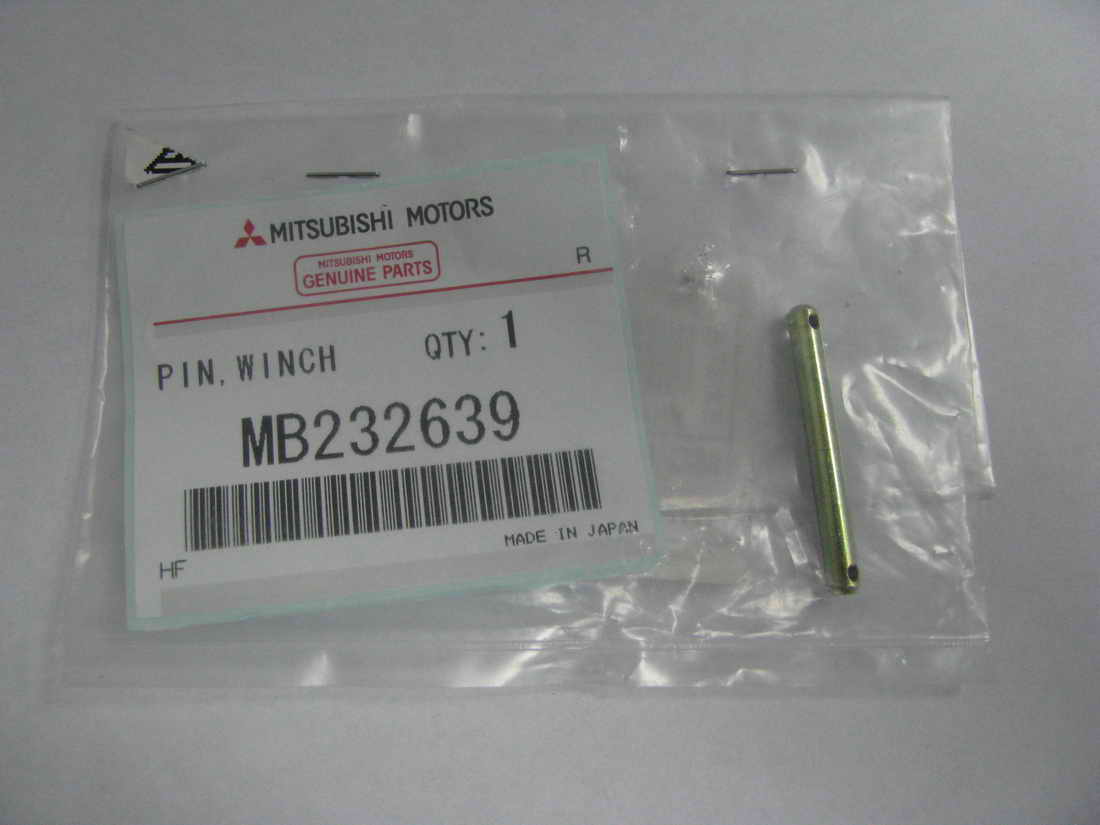 MITSUBISHI MOTORS
MITSUBISHI MOTORS
GENUINE PARTS
R
PIN, WINCH QTY: 1
MB232639
MADE IN JAPAN
HF